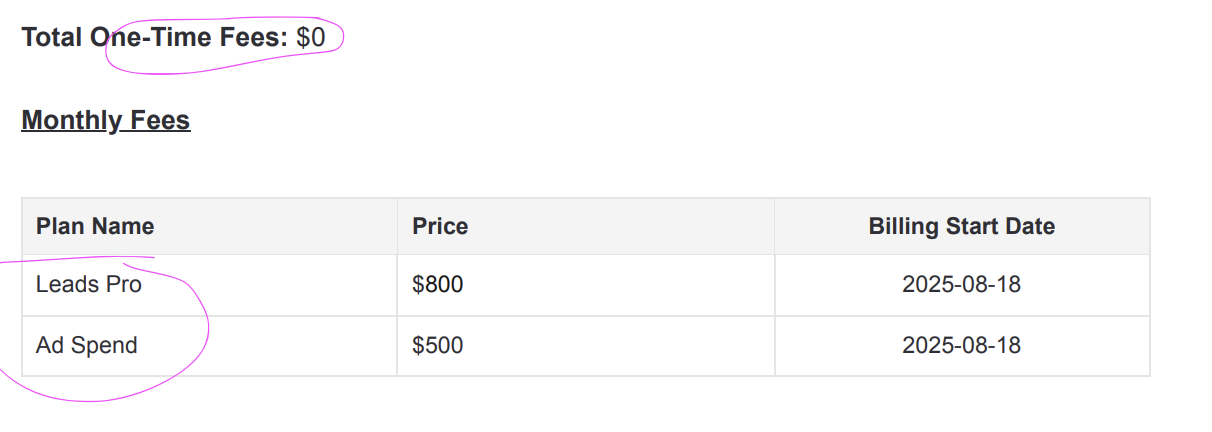 Total One-Time Fees: $0
Monthly Fees
Plan Name Price Billing Start Date
Leads Pro $800 2025-08-18
Ad Spend $500 2025-08-18